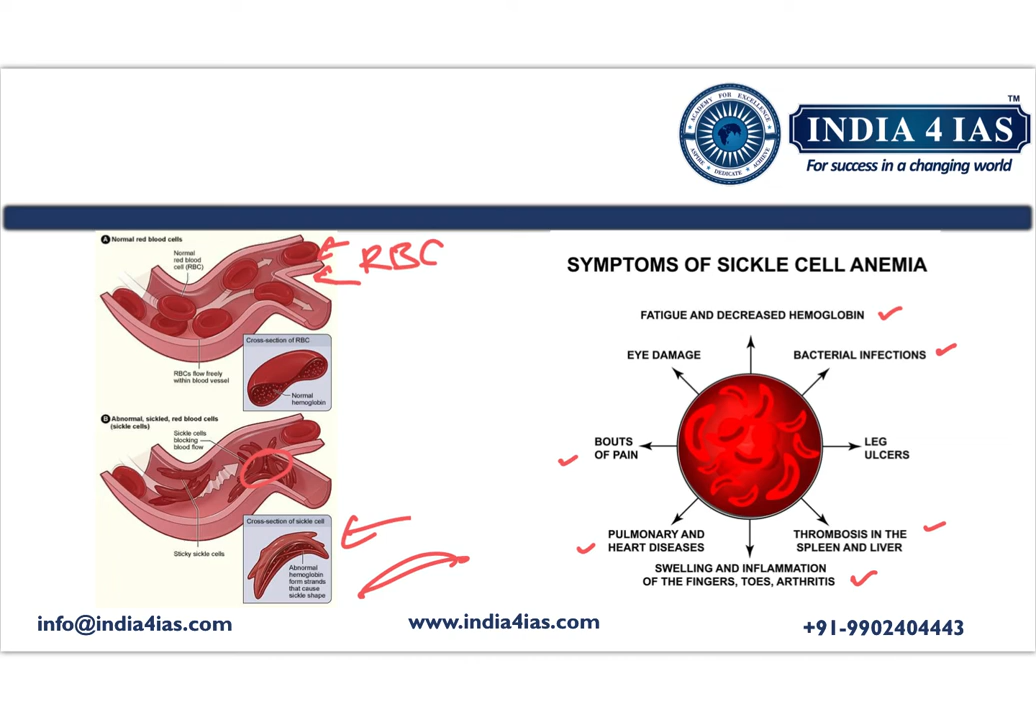 ACADEMY FOR EXCELLENCE
ASPIRE ★ DEDICATE ★ ACHIEVE
TM
INDIA 4 IAS
For success in a changing world
A Normal red blood cells
Normal
red blood
cell (RBC)
RBC
Cross-section of RBC
Normal
hemoglobin
RBCs flow freely
within blood vessel
B Abnormal, sickled, red blood cells
(sickle cells)
Sickle cells
blocking
blood flow
Cross-section of sickle cell
Sticky sickle cells
Abnormal
hemoglobin
form strands
that cause
sickle shape
SYMPTOMS OF SICKLE CELL ANEMIA
FATIGUE AND DECREASED HEMOGLOBIN
EYE DAMAGE
BACTERIAL INFECTIONS
BOUTS
OF PAIN
LEG
ULCERS
PULMONARY AND
HEART DISEASES
THROMBOSIS IN THE
SPLEEN AND LIVER
SWELLING AND INFLAMMATION
OF THE FINGERS, TOES, ARTHRITIS
info@india4ias.com
www.india4ias.com
+91-9902404443